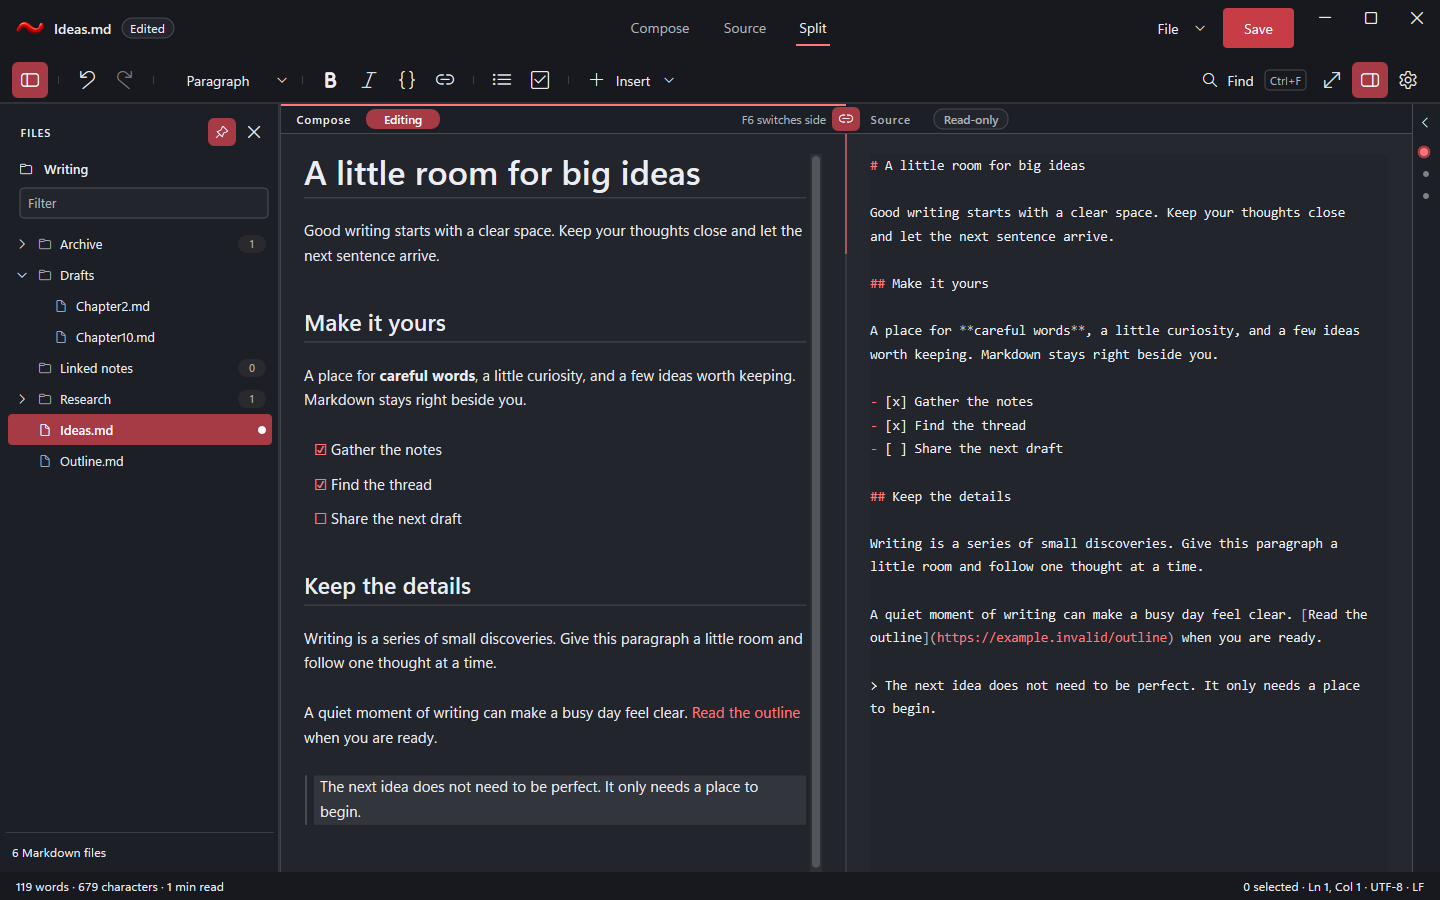 Ideas.md Edited
Compose Source Split
File Save
Paragraph B I {} Insert
Find Ctrl+F
FILES
Writing
Filter
Archive 1
Drafts
Chapter2.md
Chapter10.md
Linked notes 0
Research 1
Ideas.md
Outline.md
6 Markdown files
Compose Editing F6 switches side
A little room for big ideas
Good writing starts with a clear space. Keep your thoughts close and let the
next sentence arrive.
Make it yours
A place for careful words, a little curiosity, and a few ideas worth keeping.
Markdown stays right beside you.
Gather the notes
Find the thread
Share the next draft
Keep the details
Writing is a series of small discoveries. Give this paragraph a little room and
follow one thought at a time.
A quiet moment of writing can make a busy day feel clear. Read the outline
when you are ready.
The next idea does not need to be perfect. It only needs a place to
begin.
Source Read-only
# A little room for big ideas
Good writing starts with a clear space. Keep your thoughts close
and let the next sentence arrive.
## Make it yours
A place for **careful words**, a little curiosity, and a few ideas
worth keeping. Markdown stays right beside you.
- [x] Gather the notes
- [x] Find the thread
- [ ] Share the next draft
## Keep the details
Writing is a series of small discoveries. Give this paragraph a
little room and follow one thought at a time.
A quiet moment of writing can make a busy day feel clear. [Read the
outline](https://example.invalid/outline) when you are ready.
> The next idea does not need to be perfect. It only needs a place
to begin.
119 words · 679 characters · 1 min read
0 selected · Ln 1, Col 1 · UTF-8 · LF